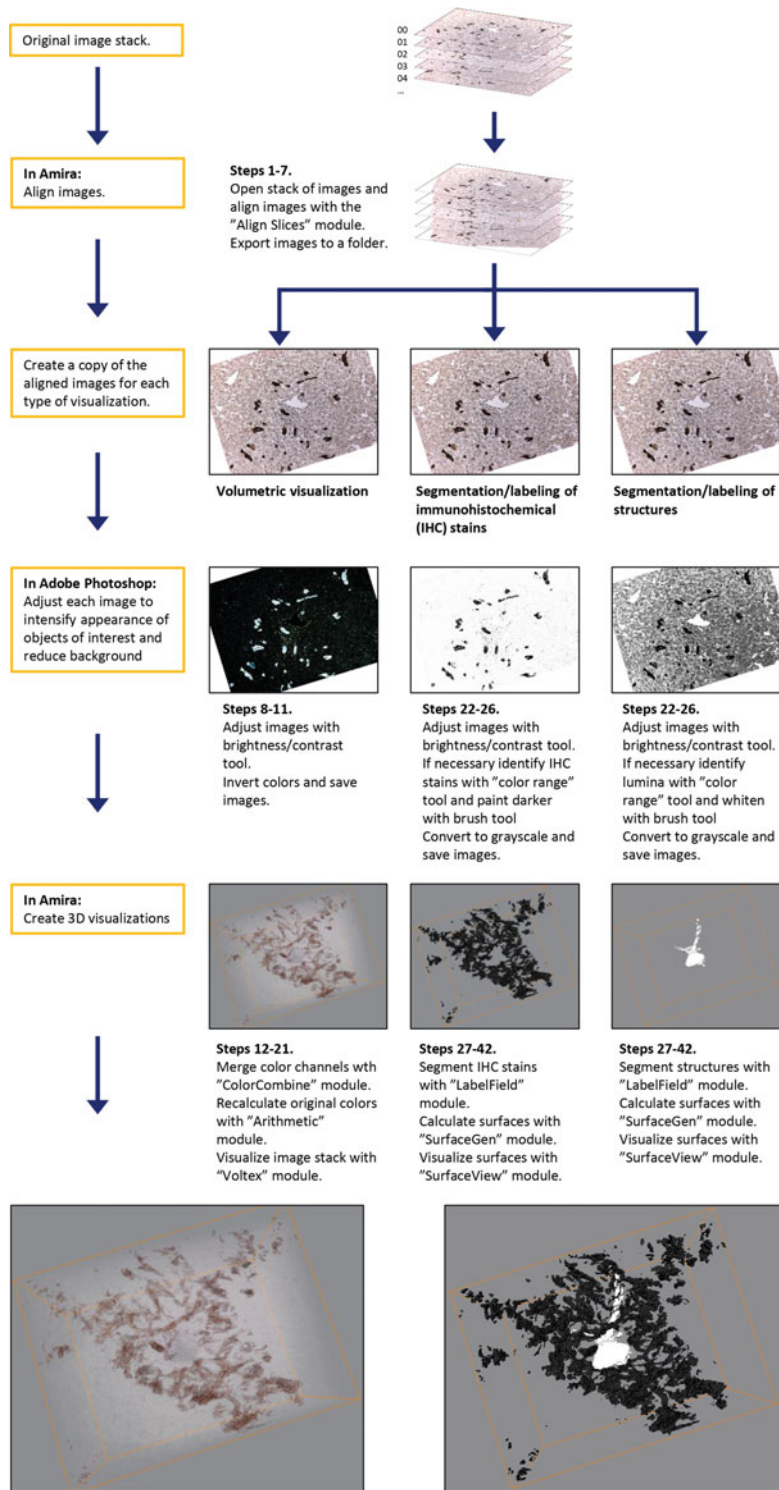 Original image stack.
00
01
02
03
04
...
In Amira:
Align images.
Steps 1-7.
Open stack of images and
align images with the
”Align Slices” module.
Export images to a folder.
Create a copy of the
aligned images for each
type of visualization.
Volumetric visualization
Segmentation/labeling of
immunohistochemical
(IHC) stains
Segmentation/labeling of
structures
In Adobe Photoshop:
Adjust each image to
intensify appearance of
objects of interest and
reduce background
Steps 8-11.
Adjust images with
brightness/contrast
tool.
Invert colors and save
images.
Steps 22-26.
Adjust images with
brightness/contrast tool.
If necessary identify IHC
stains with ”color range”
tool and paint darker
with brush tool
Convert to grayscale and
save images.
Steps 22-26.
Adjust images with
brightness/contrast tool.
If necessary identify
lumina with ”color
range” tool and whiten
with brush tool
Convert to grayscale and
save images.
In Amira:
Create 3D visualizations
Steps 12-21.
Merge color channels wth
”ColorCombine” module.
Recalculate original colors
with ”Arithmetic”
module.
Visualize image stack with
”Voltex” module.
Steps 27-42.
Segment IHC stains
with ”LabelField”
module.
Calculate surfaces with
”SurfaceGen” module.
Visualize surfaces with
”SurfaceView” module.
Steps 27-42.
Segment structures with
”LabelField” module.
Calculate surfaces with
”SurfaceGen” module.
Visualize surfaces with
”SurfaceView” module.